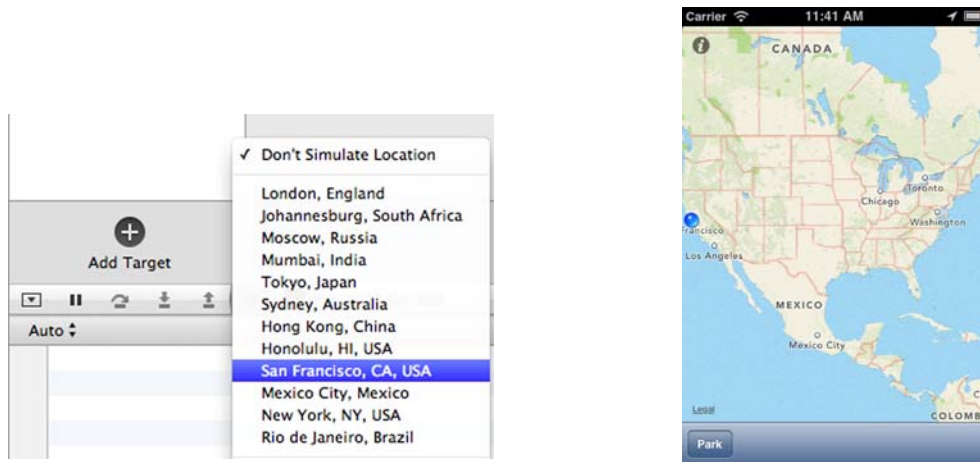 ✓ Don't Simulate Location
London, England
Johannesburg, South Africa
Moscow, Russia
Mumbai, India
Tokyo, Japan
Sydney, Australia
Hong Kong, China
Honolulu, HI, USA
San Francisco, CA, USA
Mexico City, Mexico
New York, NY, USA
Rio de Janeiro, Brazil
Add Target
Auto
Carrier 11:41 AM
CANADA
Toronto
Chicago
Washington
Los Angeles
MEXICO
Mexico City
Legal
Park